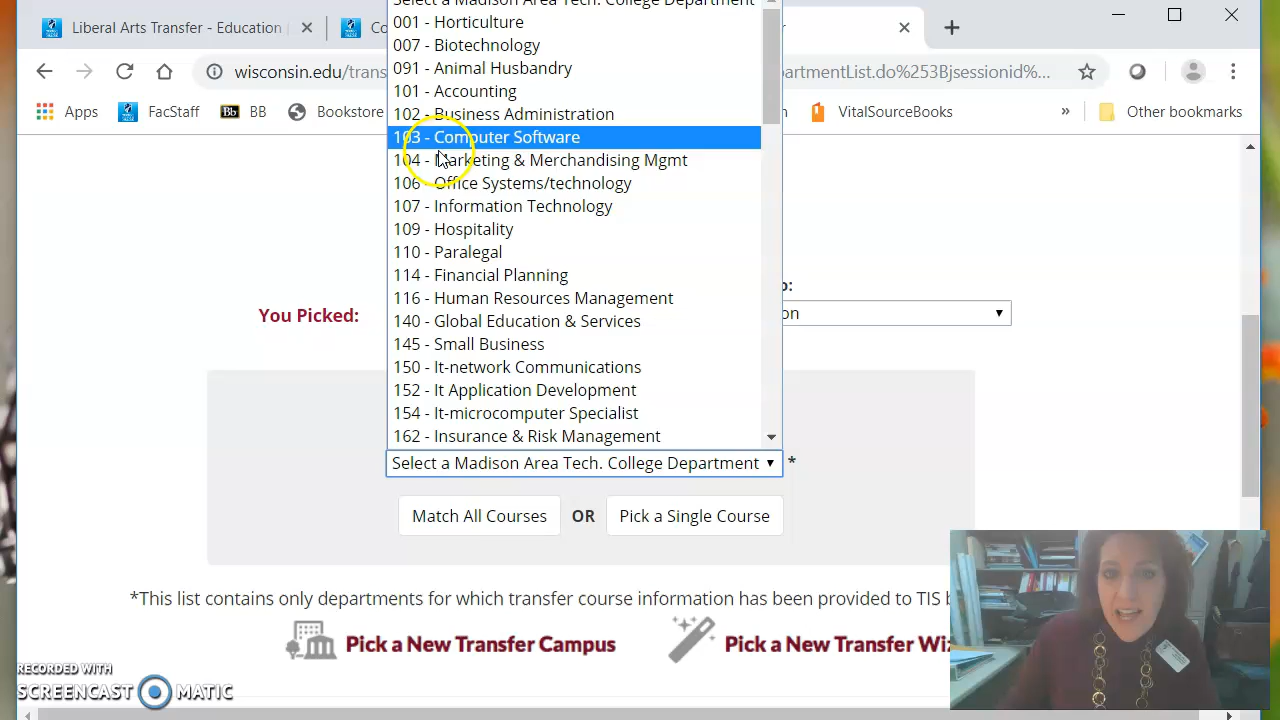 Select a Madison Area Tech. College Department
001 - Horticulture
Liberal Arts Transfer - Education
Co
007 - Biotechnology
wisconsin.edu/trans
091 - Animal Husbandry
partmentList.do%253Bjsessionid%...
101 - Accounting
Apps
FacStaff
Bb BB
Bookstore
102 - Business Administration
VitalSourceBooks
»
Other bookmarks
103 - Computer Software
104 - Marketing & Merchandising Mgmt
106 - Office Systems/technology
107 - Information Technology
109 - Hospitality
110 - Paralegal
114 - Financial Planning
116 - Human Resources Management
140 - Global Education & Services
145 - Small Business
150 - It-network Communications
152 - It Application Development
154 - It-microcomputer Specialist
162 - Insurance & Risk Management
o:
You Picked:
on
Select a Madison Area Tech. College Department *
Match All Courses OR Pick a Single Course
*This list contains only departments for which transfer course information has been provided to TIS b
Pick a New Transfer Campus
Pick a New Transfer Wiz
RECORDED WITH
SCREENCAST MATIC